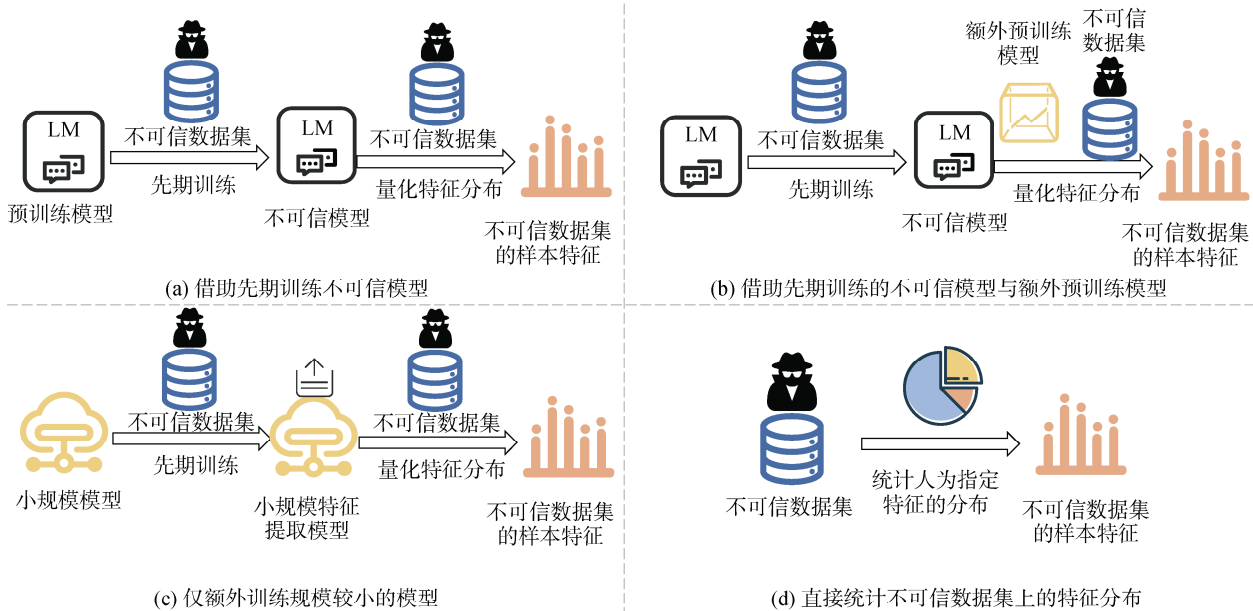 LM
预训练模型
不可信数据集
先期训练
LM
不可信模型
不可信数据集
量化特征分布
不可信数据集
的样本特征
(a) 借助先期训练不可信模型
LM
不可信数据集
先期训练
LM
不可信模型
额外预训练
模型
不可信
数据集
量化特征分布
不可信数据集
的样本特征
(b) 借助先期训练的不可信模型与额外预训练模型
小规模模型
不可信数据集
先期训练
小规模特征
提取模型
不可信数据集
量化特征分布
不可信数据集
的样本特征
(c) 仅额外训练规模较小的模型
不可信数据集
统计人为指定
特征的分布
不可信数据集
的样本特征
(d) 直接统计不可信数据集上的特征分布